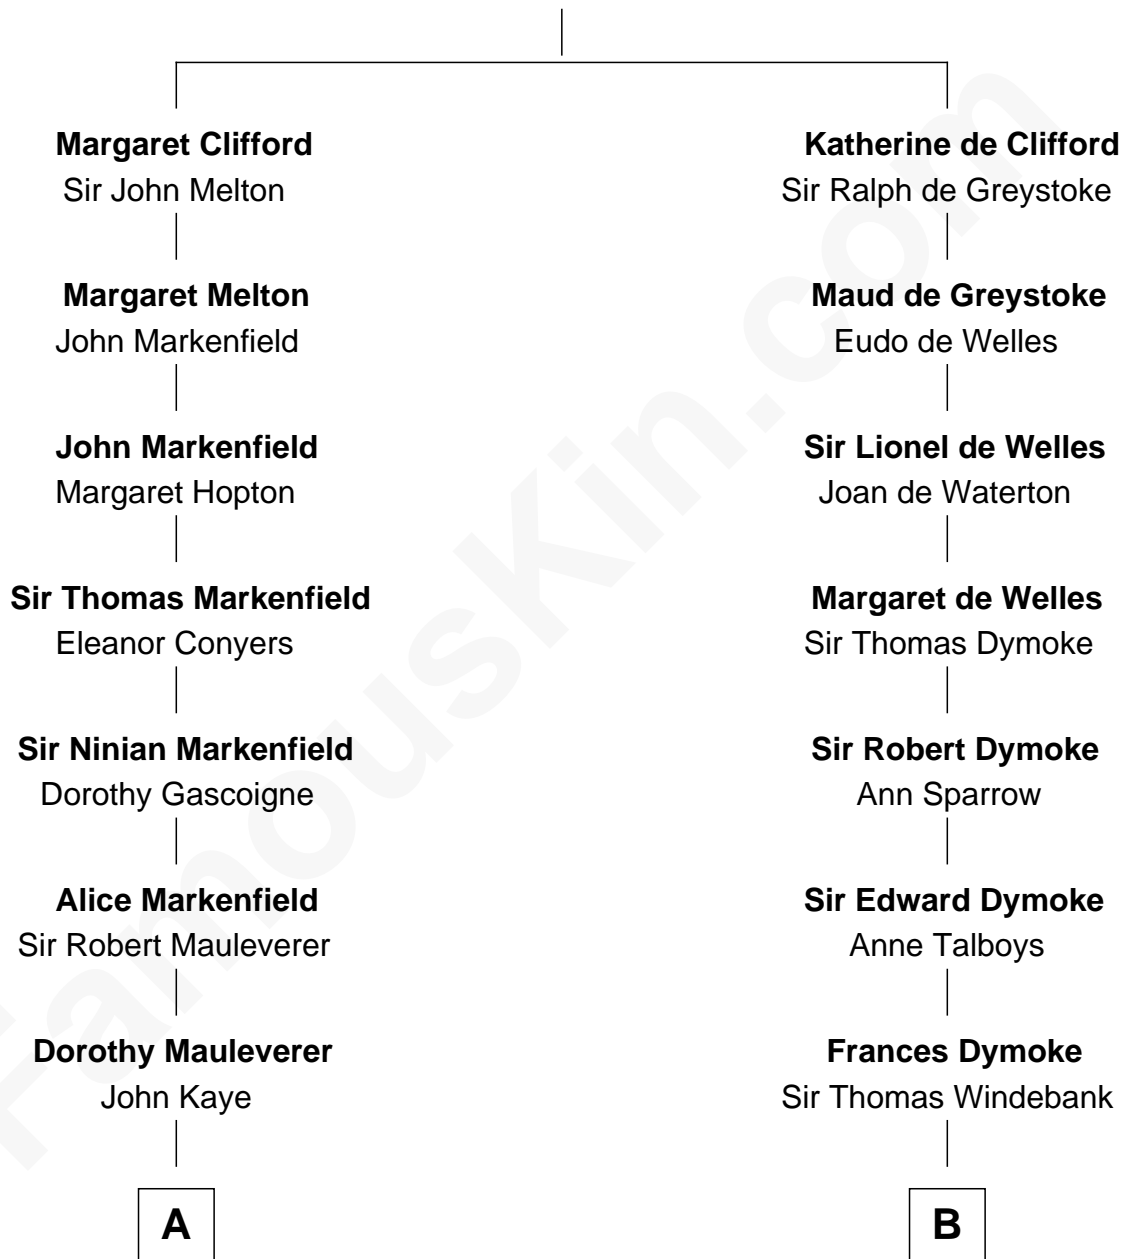 Margaret Clifford
Sir John Melton
Margaret Melton
John Markenfield
John Markenfield
Margaret Hopton
Sir Thomas Markenfield
Eleanor Conyers
Sir Ninian Markenfield
Dorothy Gascoigne
Alice Markenfield
Sir Robert Mauleverer
Dorothy Mauleverer
John Kaye
A
Katherine de Clifford
Sir Ralph de Greystoke
Maud de Greystoke
Eudo de Welles
Sir Lionel de Welles
Joan de Waterton
Margaret de Welles
Sir Thomas Dymoke
Sir Robert Dymoke
Ann Sparrow
Sir Edward Dymoke
Anne Talboys
Frances Dymoke
Sir Thomas Windebank
B
FamousKin.com